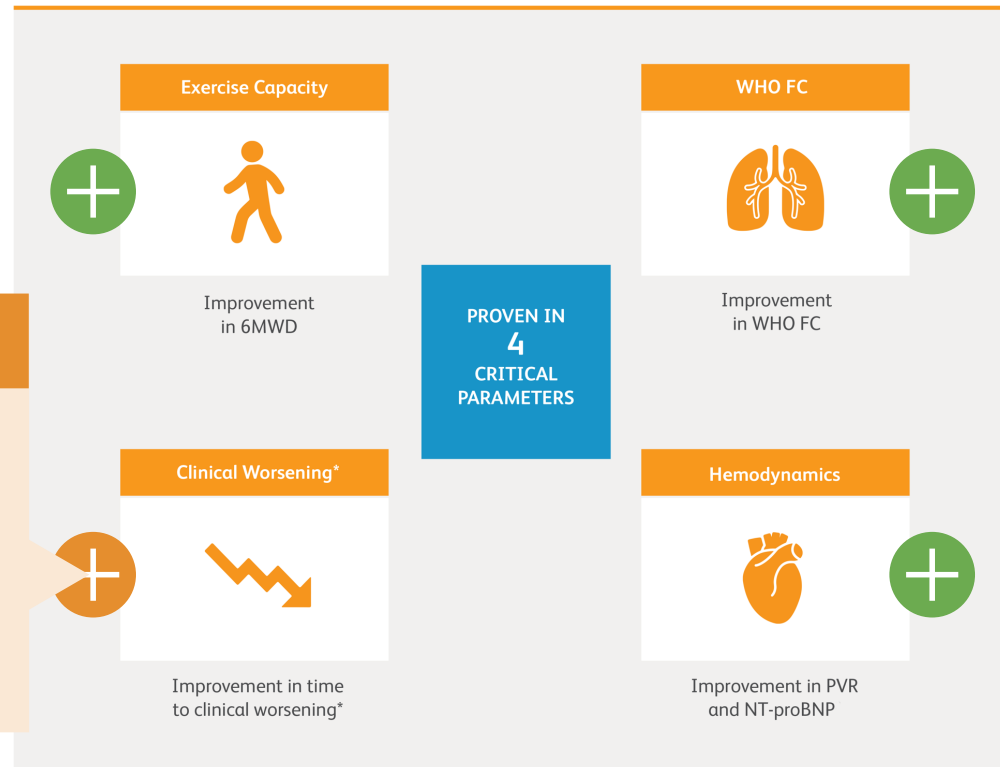 Exercise Capacity
Improvement
in 6MWD
WHO FC
Improvement
in WHO FC
PROVEN IN
4
CRITICAL
PARAMETERS
Clinical Worsening*
Improvement in time
to clinical worsening*
Hemodynamics
Improvement in PVR
and NT-proBNP